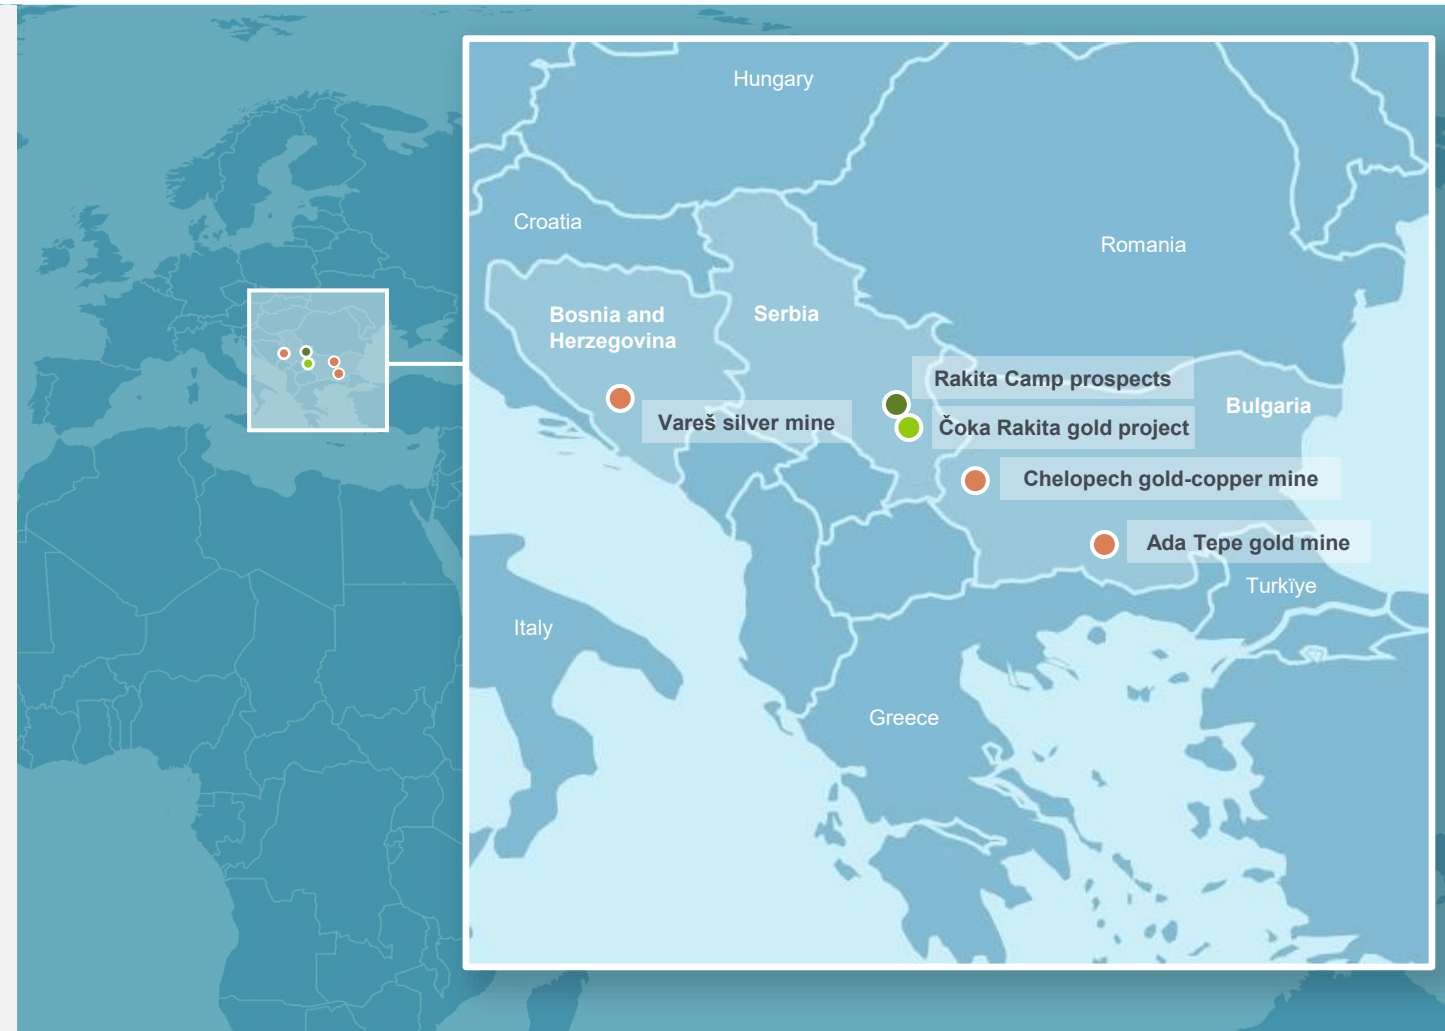 Hungary
Croatia
Romania
Bosnia and
Herzegovina
Serbia
Rakita Camp prospects
Bulgaria
Vareš silver mine
Čoka Rakita gold project
Chelopech gold-copper mine
Ada Tepe gold mine
Turkïye
Italy
Greece